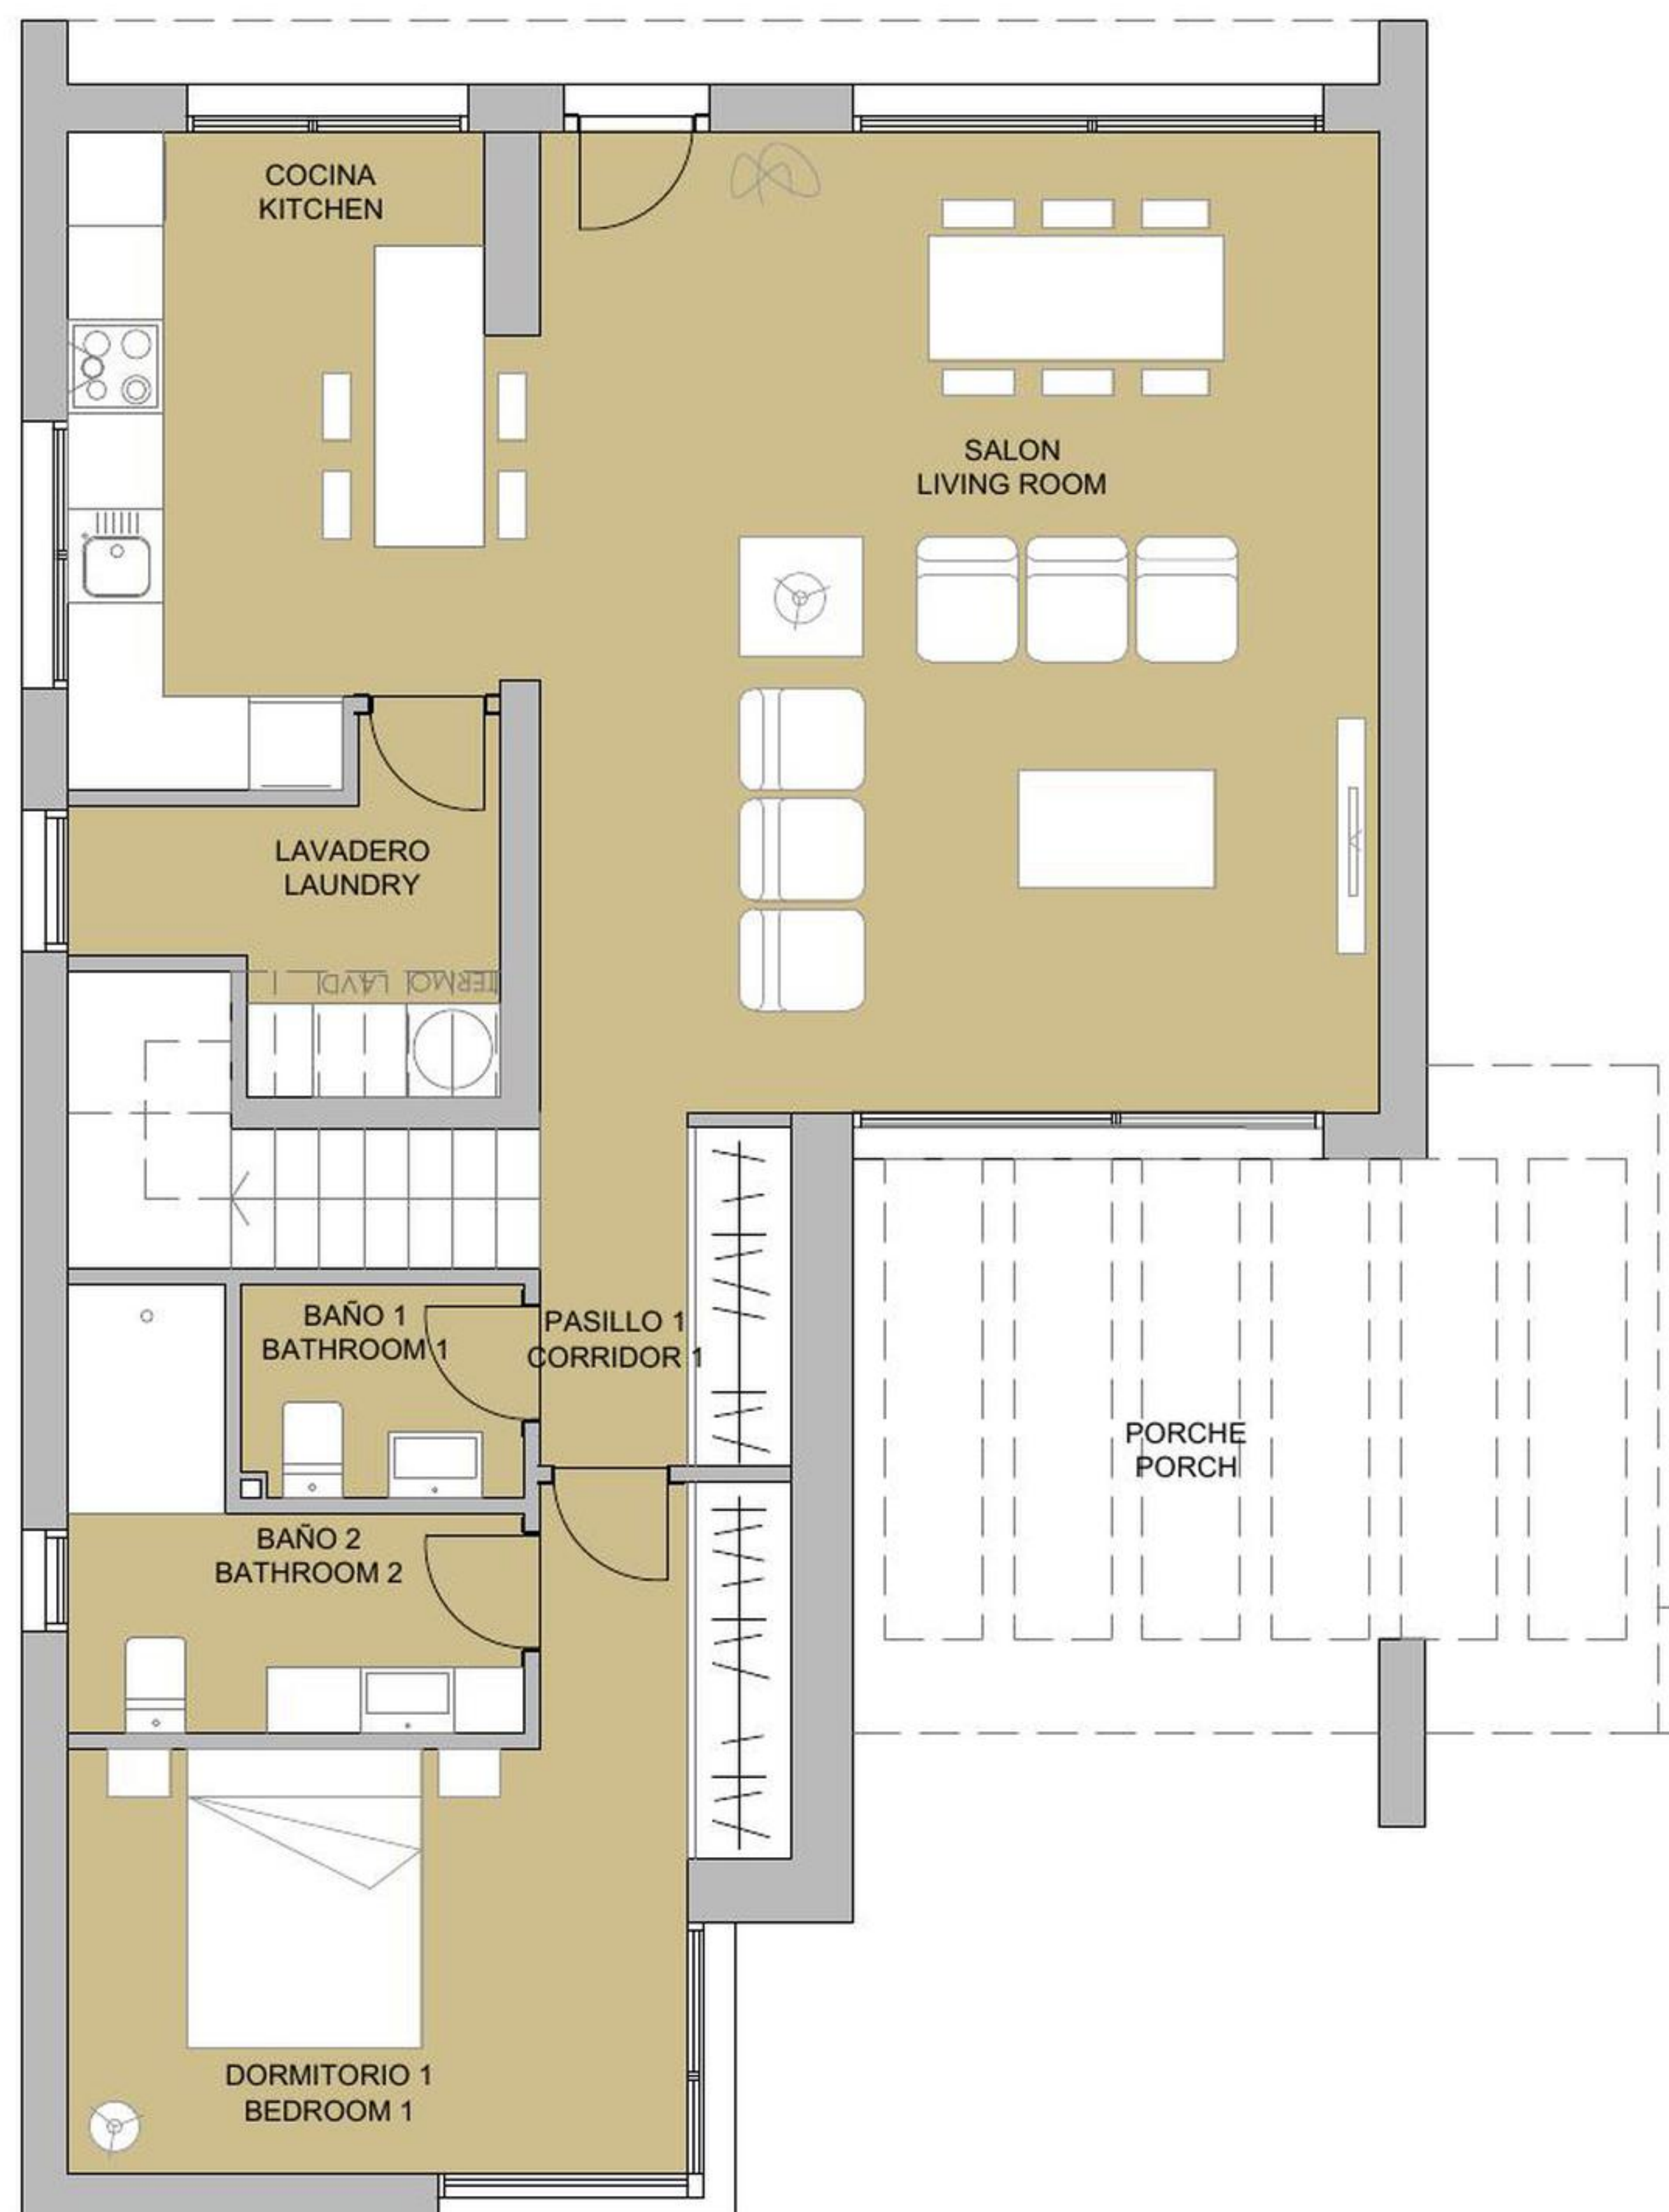 COCINA
KITCHEN
SALON
LIVING ROOM
LAVADERO
LAUNDRY
LAVD
TERMO
BAÑO 1
BATHROOM 1
PASILLO 1
CORRIDOR 1
PORCHE
PORCH
BAÑO 2
BATHROOM 2
DORMITORIO 1
BEDROOM 1